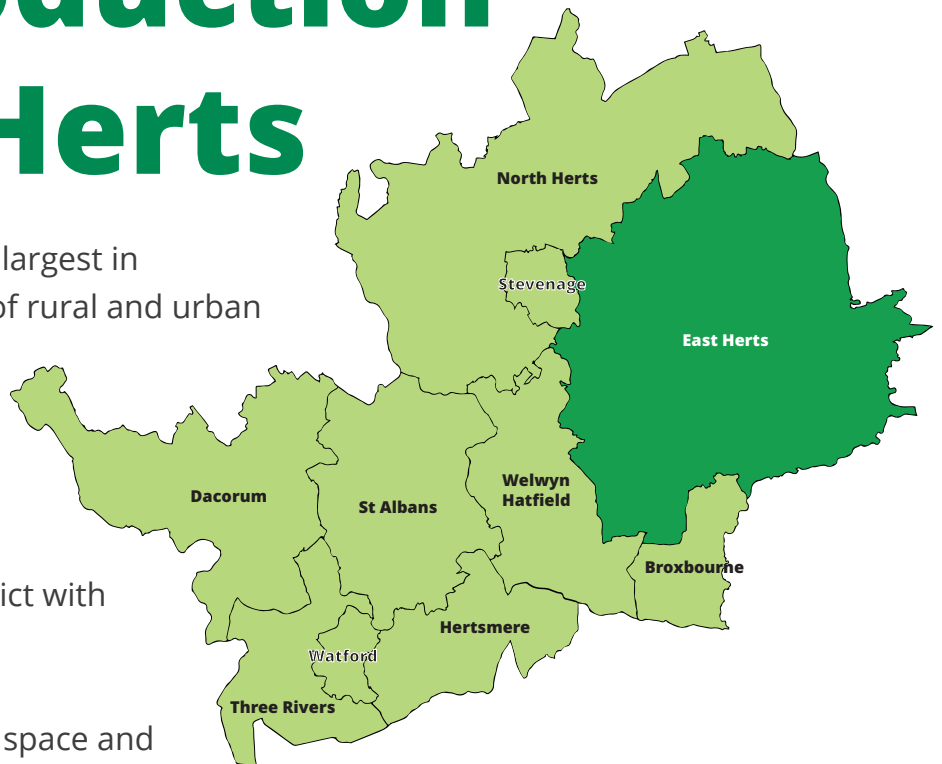 oduction
Herts
largest in
of rural and urban
ict with
space and
North Herts
Stevenage
East Herts
Dacorum
St Albans
Welwyn
Hatfield
Broxbourne
Hertsmere
Watford
Three Rivers